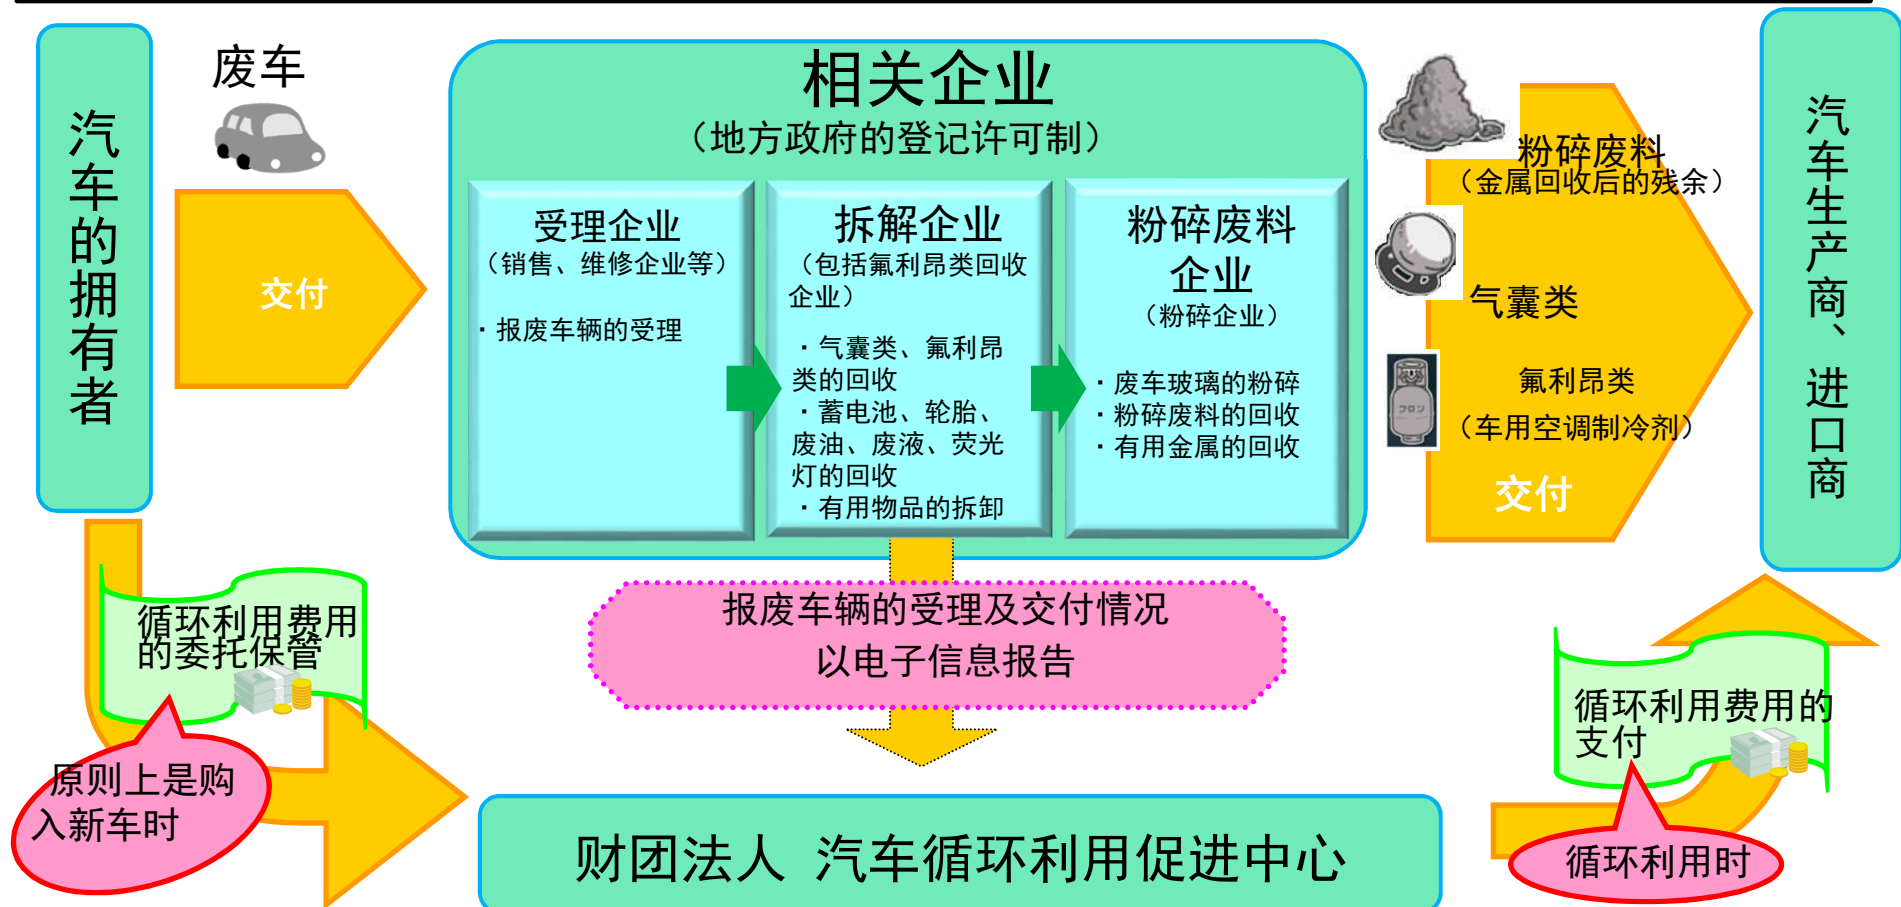 汽车的拥有者
废车
交付
相关企业
（地方政府的登记许可制）
受理企业
（销售、维修企业等）
・报废车辆的受理
拆解企业
（包括氟利昂类回收
企业）
・气囊类、氟利昂
类的回收
・蓄电池、轮胎、
废油、废液、荧光
灯的回收
・有用物品的拆卸
粉碎废料
企业
（粉碎企业）
・废车玻璃的粉碎
・粉碎废料的回收
・有用金属的回收
粉碎废料
（金属回收后的残余）
气囊类
フロン
氟利昂类
（车用空调制冷剂）
交付
汽车生产商、进口商
循环利用费用
的委托保管
原则上是购
入新车时
报废车辆的受理及交付情况
以电子信息报告
循环利用费用的
支付
循环利用时
财团法人 汽车循环利用促进中心